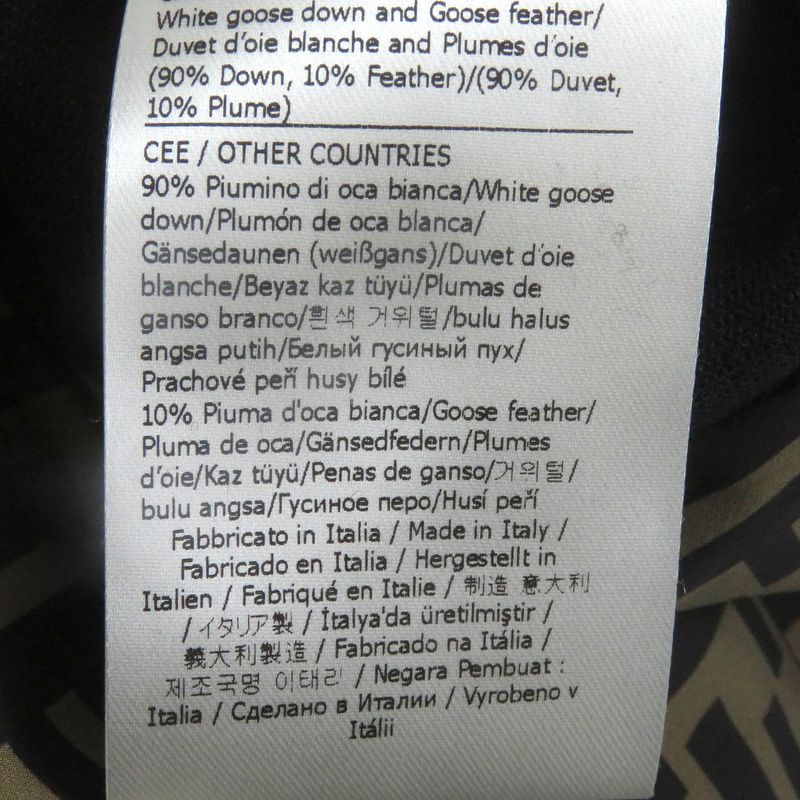 White goose down and Goose feather/
Duvet d'oie blanche and Plumes d'oie
(90% Down, 10% Feather)/(90% Duvet,
10% Plume)
CEE / OTHER COUNTRIES
90% Piumino di oca bianca/White goose
down/Plumón de oca blanca/
Gänsedaunen (weißgans)/Duvet d'oie
blanche/Beyaz kaz tüyü/Plumas de
ganso branco/흰색 거위털/bulu halus
angsa putih/Белый гусиный пух/
Prachové peří husy bílé
10% Piuma d'oca bianca/Goose feather/
Pluma de oca/Gänsedfedern/Plumes
d'oie/Kaz tüyü/Penas de ganso/거위털/
bulu angsa/Гусиное перо/Husí peří
Fabbricato in Italia / Made in Italy /
Fabricado en Italia / Hergestellt in
Italien / Fabriqué en Italie / 制造 意大利
/イタリア製 / İtalya'da üretilmiştir /
義大利製造 / Fabricado na Itália /
제조국명 이태리 / Negara Pembuat :
Italia / Сделано в Италии / Vyrobeno v
Itálii